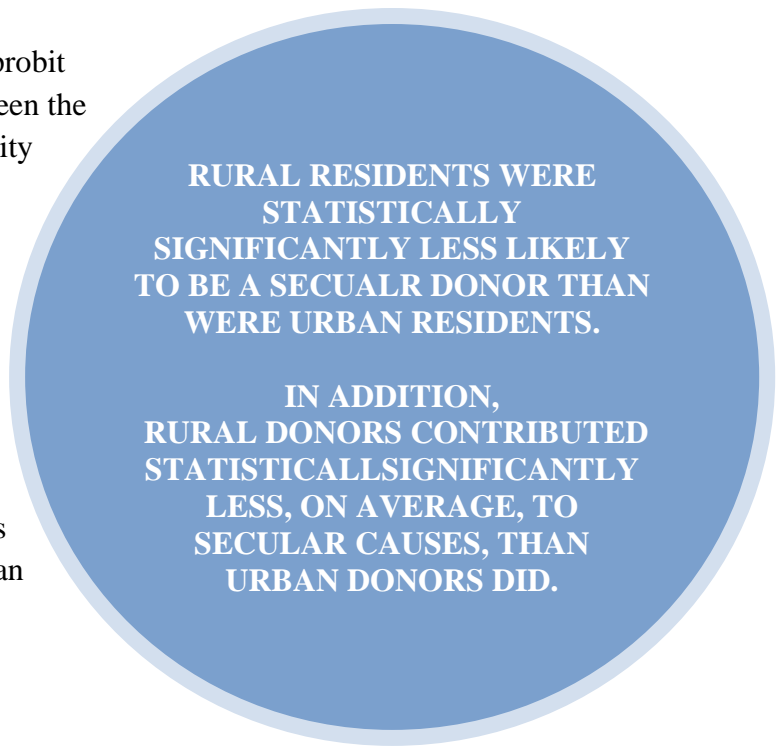 probit
een the
ity
RURAL RESIDENTS WERE
STATISTICALLY
SIGNIFICANTLY LESS LIKELY
TO BE A SECUALR DONOR THAN
WERE URBAN RESIDENTS.
IN ADDITION,
RURAL DONORS CONTRIBUTED
STATISTICALLSIGNIFICANTLY
LESS, ON AVERAGE, TO
SECULAR CAUSES, THAN
URBAN DONORS DID.
s
an